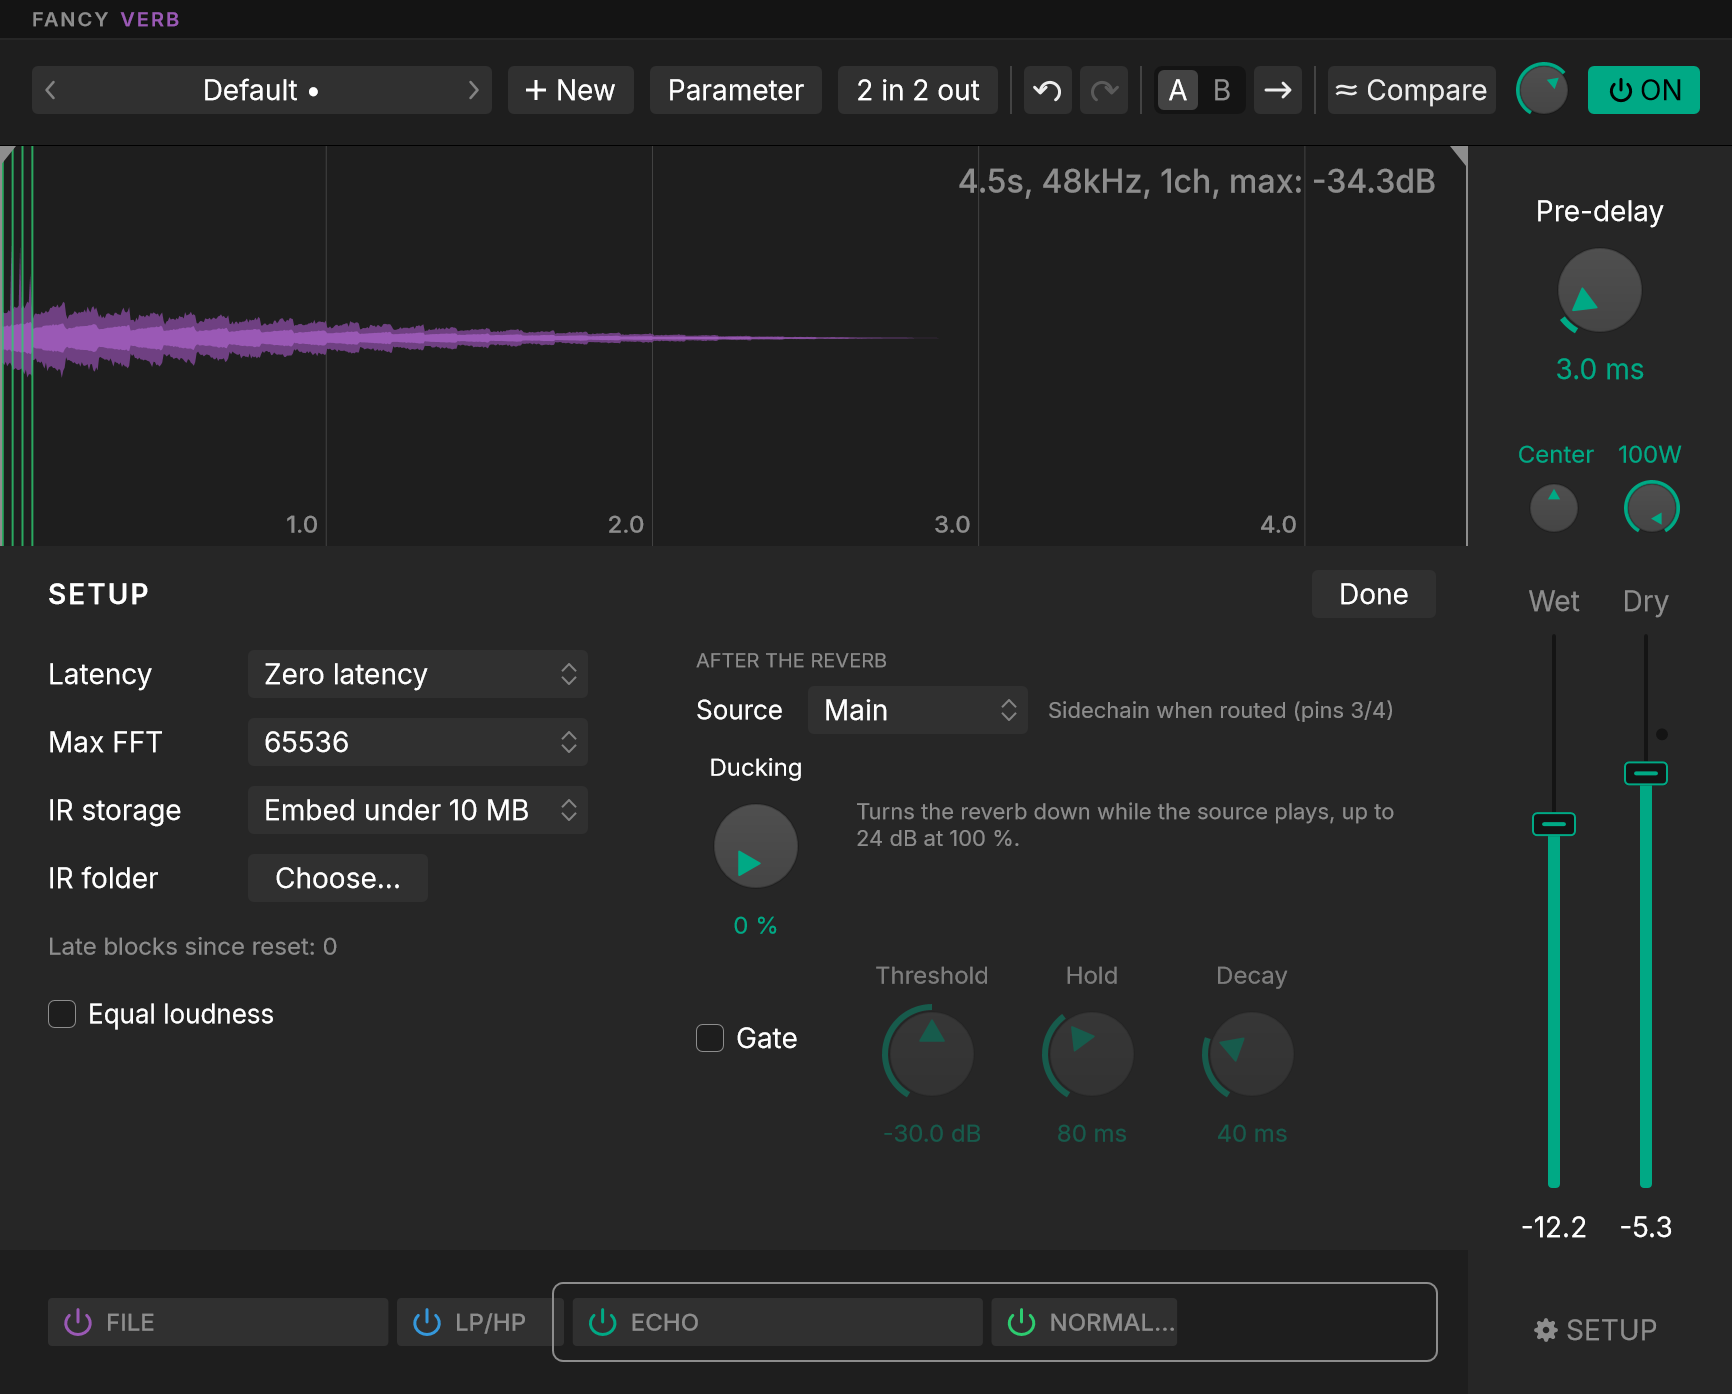 FANCY VERB
Default •
+ New
Parameter
2 in 2 out
A B
≈ Compare
ON
4.5s, 48kHz, 1ch, max: -34.3dB
1.0
2.0
3.0
4.0
Pre-delay
3.0 ms
Center
100W
Wet
Dry
-12.2
-5.3
SETUP
Done
Latency
Zero latency
Max FFT
65536
IR storage
Embed under 10 MB
IR folder
Choose...
Late blocks since reset: 0
Equal loudness
AFTER THE REVERB
Source
Main
Sidechain when routed (pins 3/4)
Ducking
0 %
Turns the reverb down while the source plays, up to
24 dB at 100 %.
Gate
Threshold
-30.0 dB
Hold
80 ms
Decay
40 ms
FILE
LP/HP
ECHO
NORMAL...
SETUP